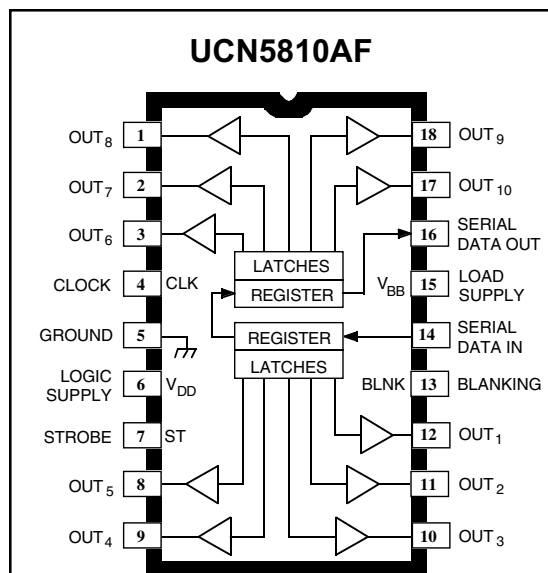 UCN5810AF
OUT8 1 18 OUT9
OUT7 2 17 OUT10
OUT6 3 16 SERIAL DATA OUT
LATCHES
CLOCK 4 CLK REGISTER VBB 15 LOAD SUPPLY
GROUND 5 REGISTER 14 SERIAL DATA IN
LATCHES
LOGIC SUPPLY 6 VDD BLNK 13 BLANKING
STROBE 7 ST 12 OUT1
OUT5 8 11 OUT2
OUT4 9 10 OUT3